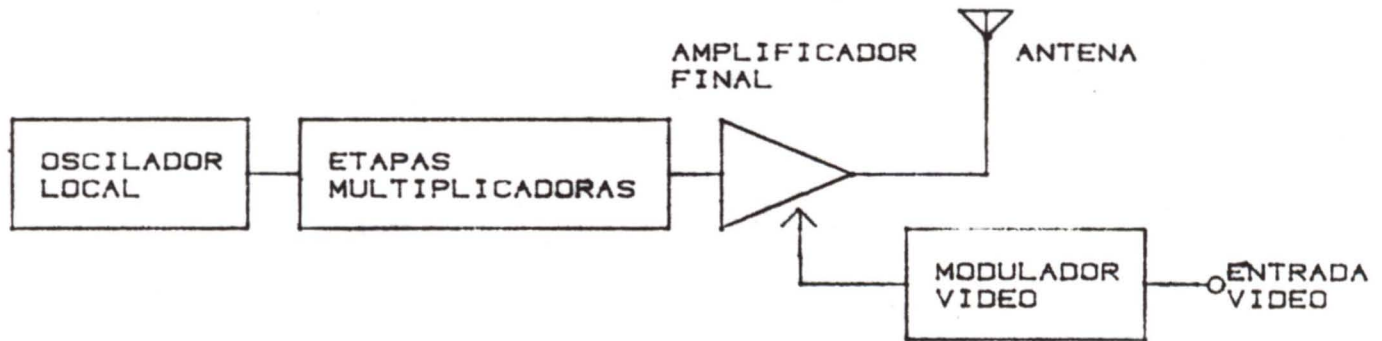 AMPLIFICADOR
FINAL
ANTENA
OSCILADOR
LOCAL
ETAPAS
MULTIPLICADORAS
MODULADOR
VIDEO
ENTRADA
VIDEO